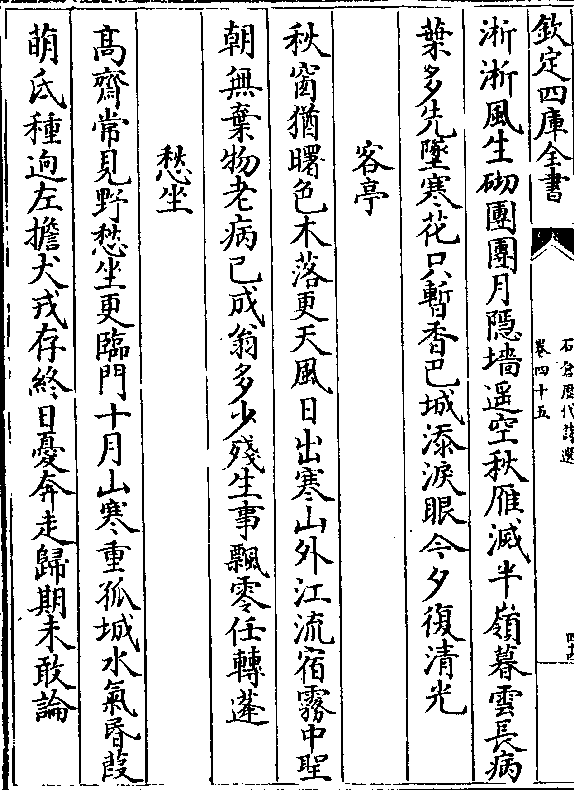 欽定四庫全書
石倉歷代詩選
卷四十五
淅淅風生砌團團月隱墻遥空秋雁滅半嶺暮雲長病
葉多先墜寒花只暫香巴城添淚眼今夕復清光
客亭
秋窗猶曙色木落更天風日出寒山外江流宿霧中聖
朝無棄物老病已成翁多少殘生事飄零任轉蓬
愁坐
髙齋常見野愁坐更臨門十月山寒重孤城水氣昏葭
萌氐種逈左擔犬戎存終日憂奔走歸期未敢論